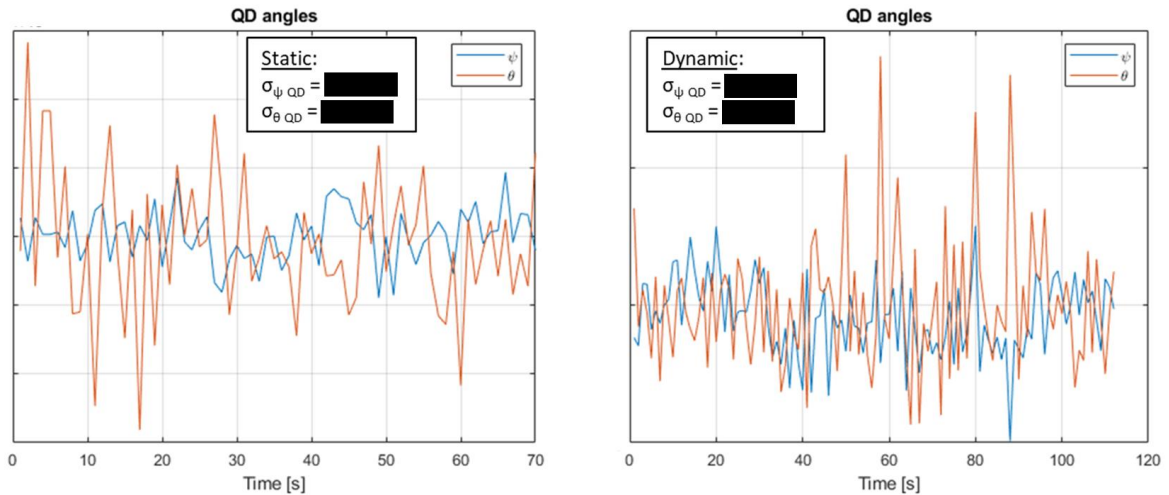 QD angles
Static:
σψ QD =
σθ QD =
ψ
θ
0 10 20 30 40 50 60 70
Time [s]
QD angles
Dynamic:
σψ QD =
σθ QD =
ψ
θ
0 20 40 60 80 100 120
Time [s]